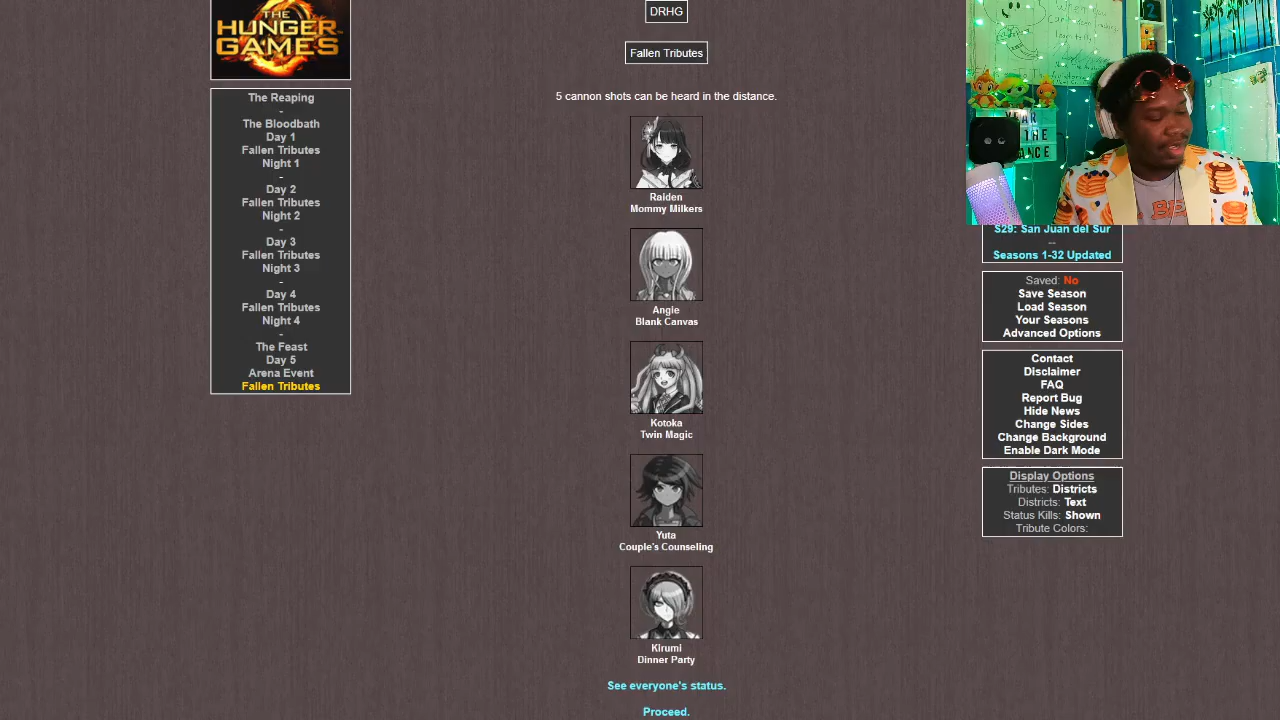 THE
HUNGER
GAMES
The Reaping
-
The Bloodbath
Day 1
Fallen Tributes
Night 1
-
Day 2
Fallen Tributes
Night 2
-
Day 3
Fallen Tributes
Night 3
-
Day 4
Fallen Tributes
Night 4
-
The Feast
Day 5
Arena Event
Fallen Tributes
DRHG
Fallen Tributes
5 cannon shots can be heard in the distance.
Raiden
Mommy Milkers
Angie
Blank Canvas
Kotoka
Twin Magic
Yuta
Couple's Counseling
Kirumi
Dinner Party
See everyone's status.
Proceed.
2
S29: San Juan del Sur
--
Seasons 1-32 Updated
Saved: No
Save Season
Load Season
Your Seasons
Advanced Options
Contact
Disclaimer
FAQ
Report Bug
Hide News
Change Sides
Change Background
Enable Dark Mode
Display Options
Tributes: Districts
Districts: Text
Status Kills: Shown
Tribute Colors: